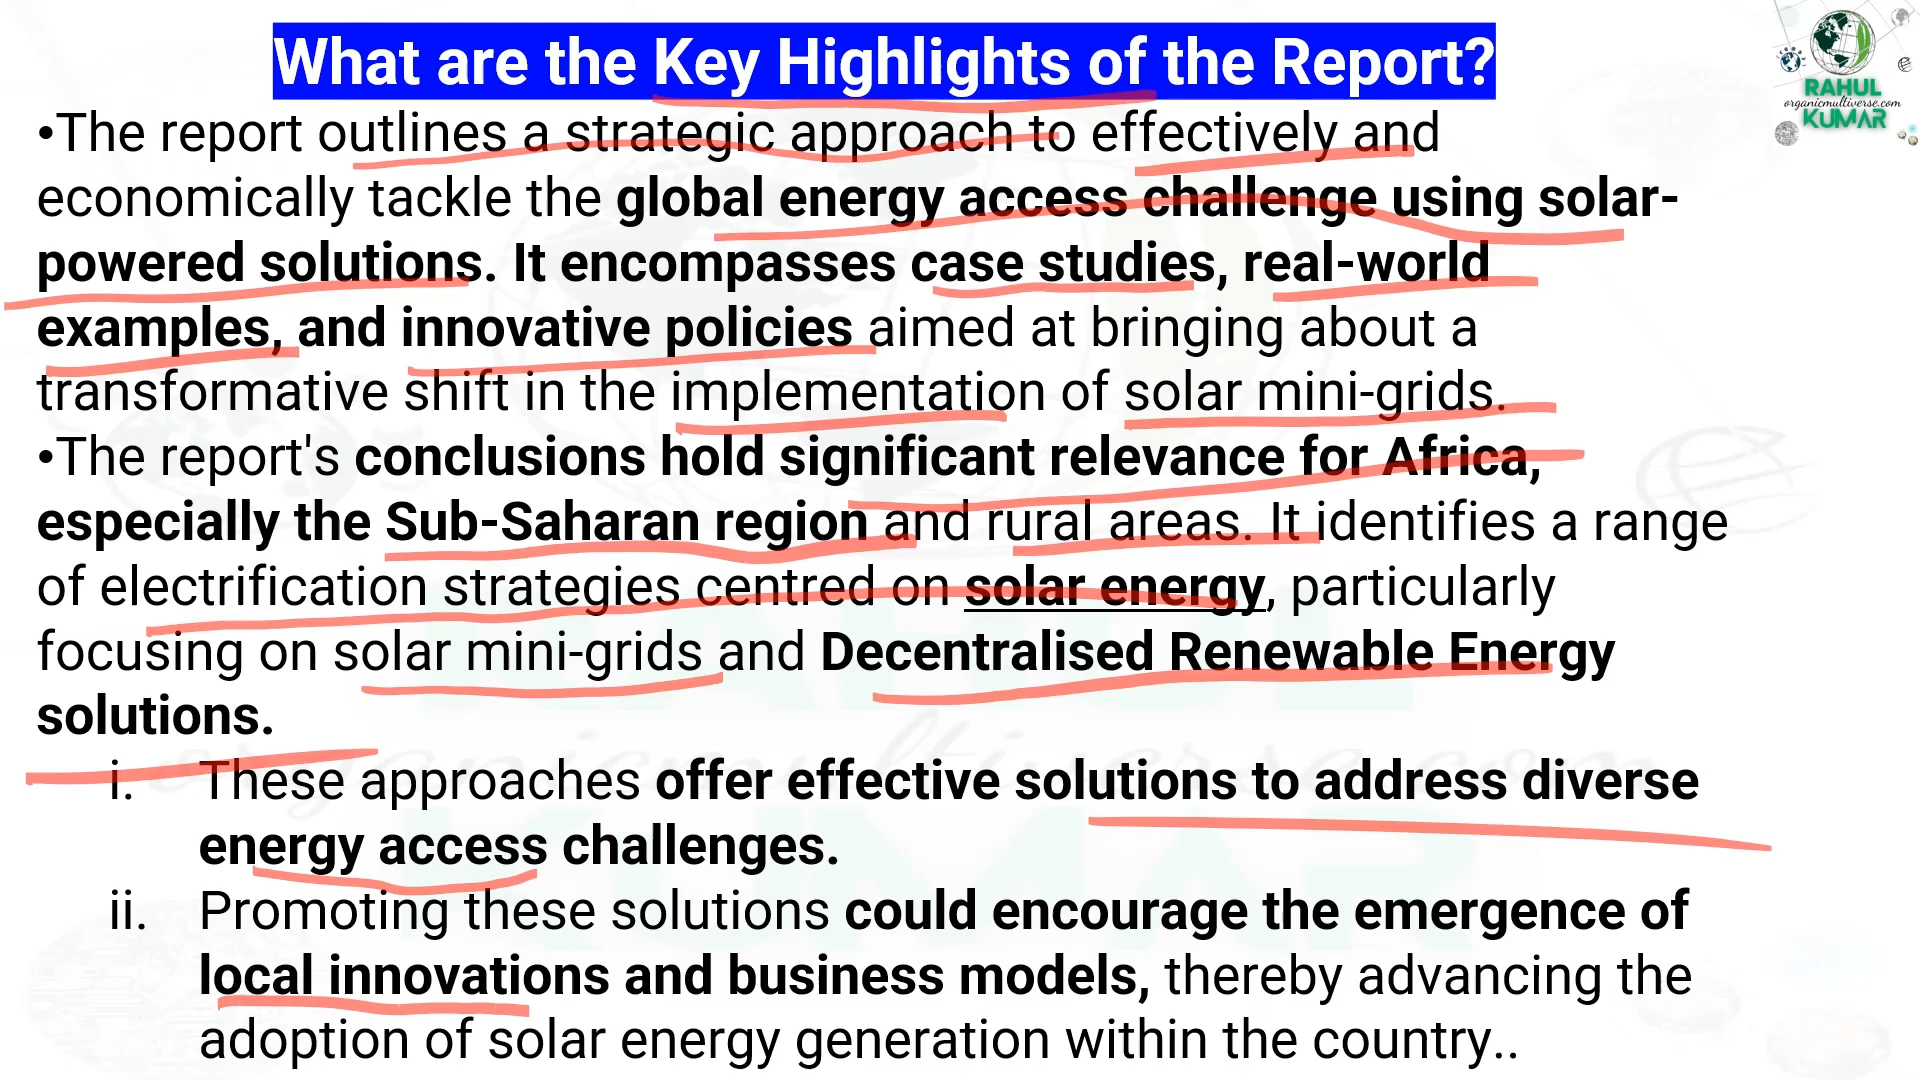 What are the Key Highlights of the Report?
RAHUL
organicmultiverse.com
KUMAR
•The report outlines a strategic approach to effectively and
economically tackle the global energy access challenge using solar-
powered solutions. It encompasses case studies, real-world
examples, and innovative policies aimed at bringing about a
transformative shift in the implementation of solar mini-grids.
•The report's conclusions hold significant relevance for Africa,
especially the Sub-Saharan region and rural areas. It identifies a range
of electrification strategies centred on solar energy, particularly
focusing on solar mini-grids and Decentralised Renewable Energy
solutions.
i. These approaches offer effective solutions to address diverse
energy access challenges.
ii. Promoting these solutions could encourage the emergence of
local innovations and business models, thereby advancing the
adoption of solar energy generation within the country..
RAHUL
organicmultiverse.com
KUMAR